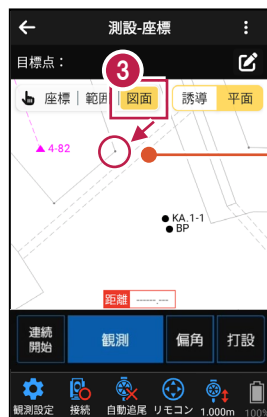 測設-座標
目標点：
3
座標 範囲 図面 誘導 平面
4-82
KA.1-1
BP
距離 -----.---
連続開始 観測 偏角 打設
観測設定 接続 自動追尾 リモコン 1.000m 100%